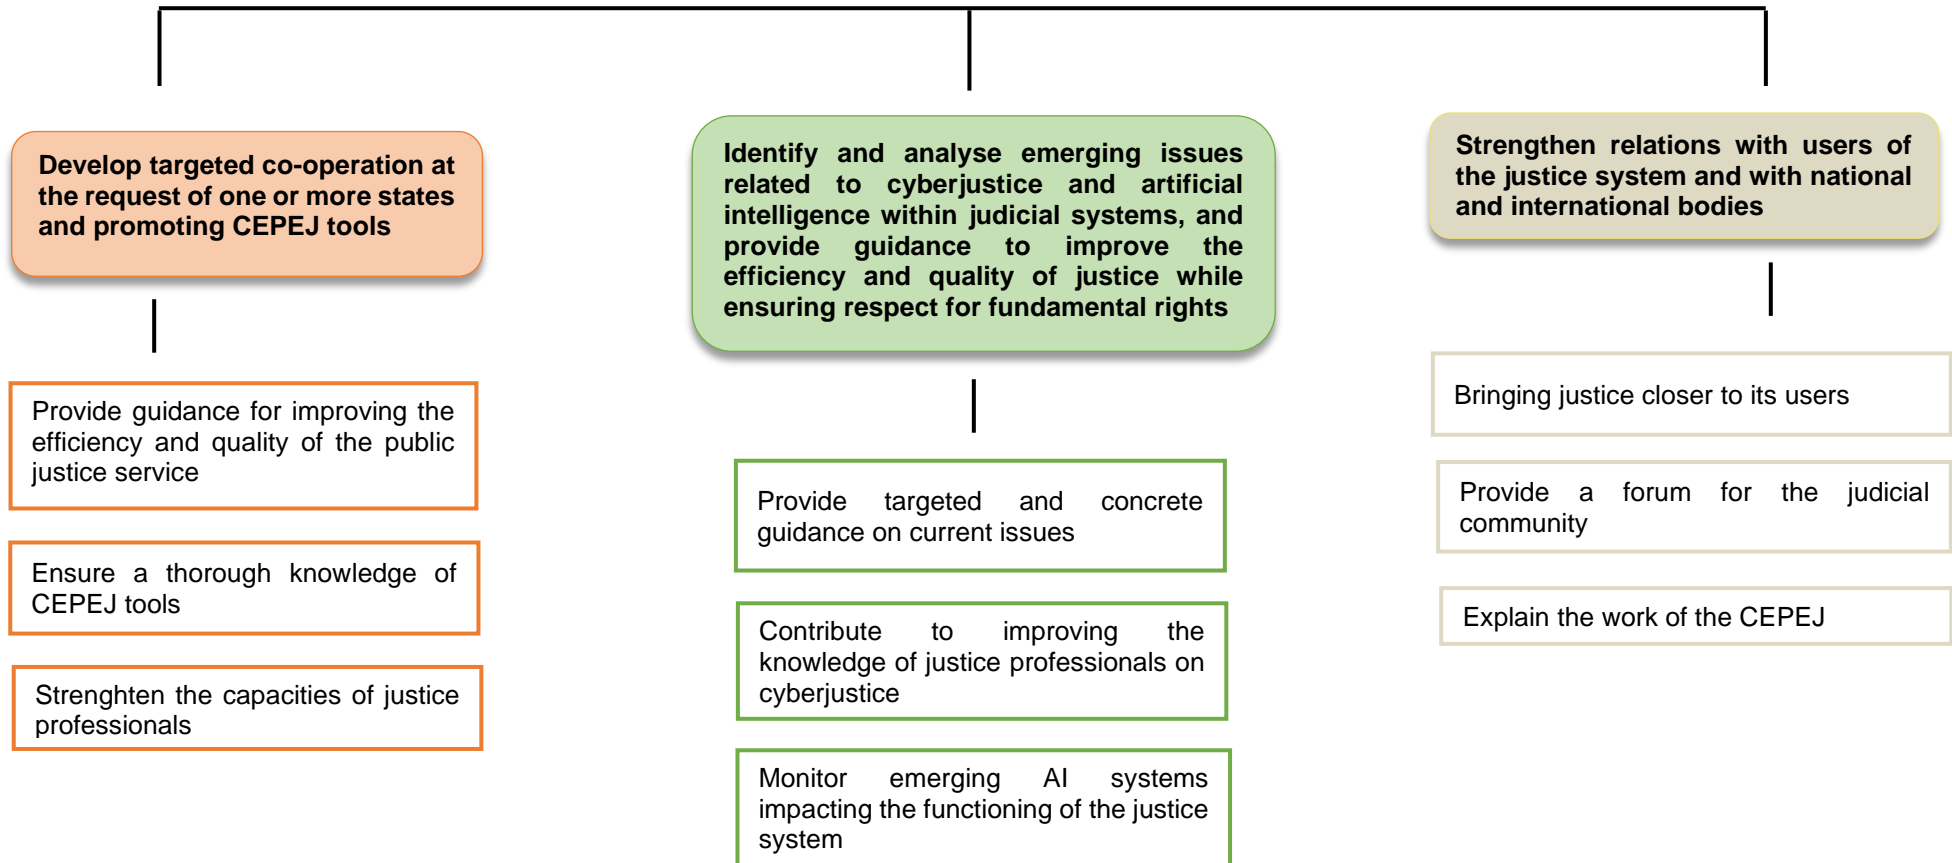 Develop targeted co-operation at
the request of one or more states
and promoting CEPEJ tools
Provide guidance for improving the
efficiency and quality of the public
justice service
Ensure a thorough knowledge of
CEPEJ tools
Strenghten the capacities of justice
professionals
Identify and analyse emerging issues
related to cyberjustice and artificial
intelligence within judicial systems, and
provide guidance to improve the
efficiency and quality of justice while
ensuring respect for fundamental rights
Provide targeted and concrete
guidance on current issues
Contribute to improving the
knowledge of justice professionals on
cyberjustice
Monitor emerging AI systems
impacting the functioning of the justice
system
Strengthen relations with users of
the justice system and with national
and international bodies
Bringing justice closer to its users
Provide a forum for the judicial
community
Explain the work of the CEPEJ